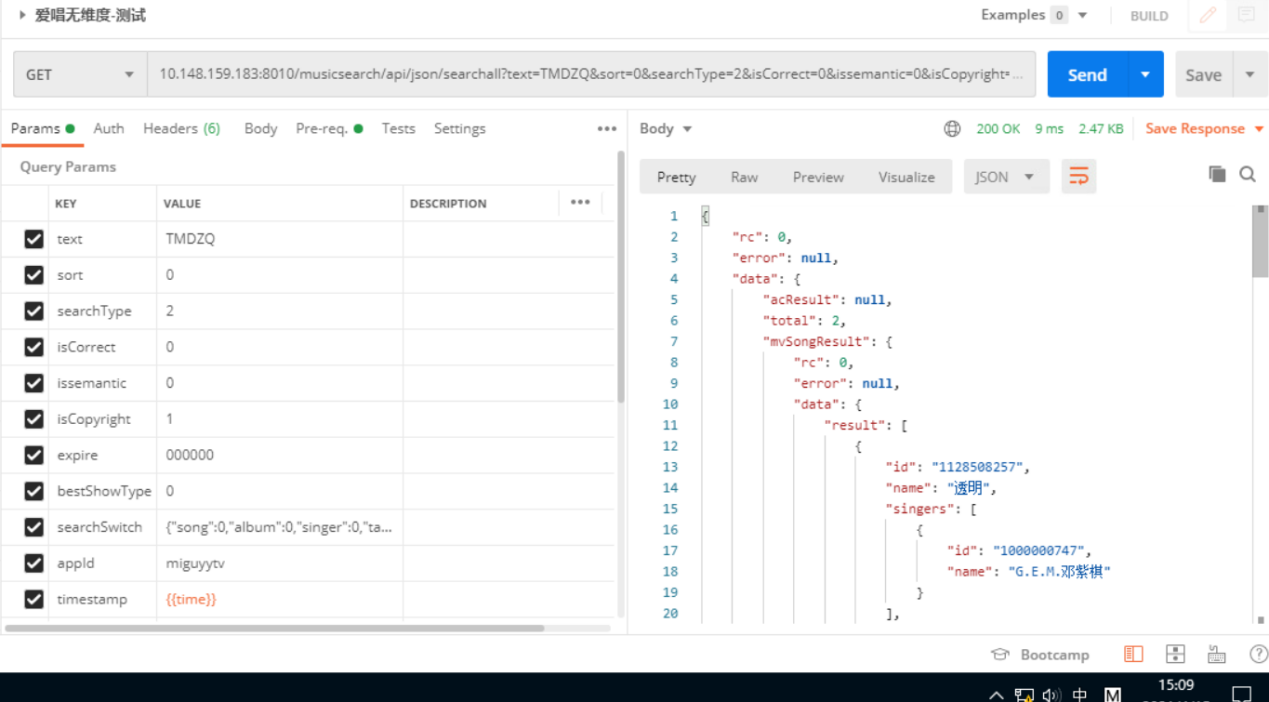 爱唱无维度-测试
Examples 0
BUILD
GET
10.148.159.183:8010/musicsearch/api/json/searchall?text=TMDZQ&sort=0&searchType=2&isCorrect=0&issemantic=0&isCopyright= ...
Send
Save
Params Auth Headers (6) Body Pre-req. Tests Settings
Body 200 OK 9 ms 2.47 KB Save Response
Query Params
Pretty Raw Preview Visualize JSON
KEY VALUE DESCRIPTION
text TMDZQ
sort 0
searchType 2
isCorrect 0
issemantic 0
isCopyright 1
expire 000000
bestShowType 0
searchSwitch {"song":0,"album":0,"singer":0,"ta...
appId miguyytv
timestamp {{time}}
1 {
2 "rc": 0,
3 "error": null,
4 "data": {
5 "acResult": null,
6 "total": 2,
7 "mvSongResult": {
8 "rc": 0,
9 "error": null,
10 "data": {
11 "result": [
12 {
13 "id": "1128508257",
14 "name": "透明",
15 "singers": [
16 {
17 "id": "1000000747",
18 "name": "G.E.M.邓紫棋"
19 }
20 ],
Bootcamp
中 M 15:09